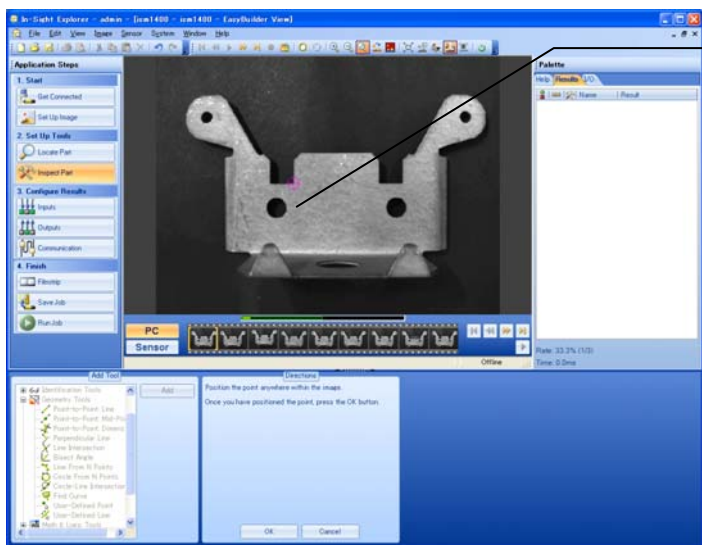 In-Sight Explorer - admin - [ism1400 - ism1400 - EasyBuilder View]
File Edit View Image Sensor System Window Help
Application Steps
1. Start
Get Connected
Set Up Image
2. Set Up Tools
Locate Part
Inspect Part
3. Configure Results
Inputs
Outputs
Communication
4. Finish
Filmstrip
Save Job
Run Job
PC
Sensor
Offline
Palette
Help Results I/O
Name Result
Rate: 33.3% (1/3)
Time: 0.0ms
Add Tool
Identification Tools
Geometry Tools
Point-to-Point Line
Point-to-Point Mid-Poi
Point-to-Point Dimens
Perpendicular Line
Line Intersection
Bisect Angle
Line From N Points
Circle From N Points
Circle-Line Intersection
Find Curve
User-Defined Point
User-Defined Line
Math & Logic Tools
Add
Directions
Position the point anywhere within the image.
Once you have positioned the point, press the OK button.
OK Cancel